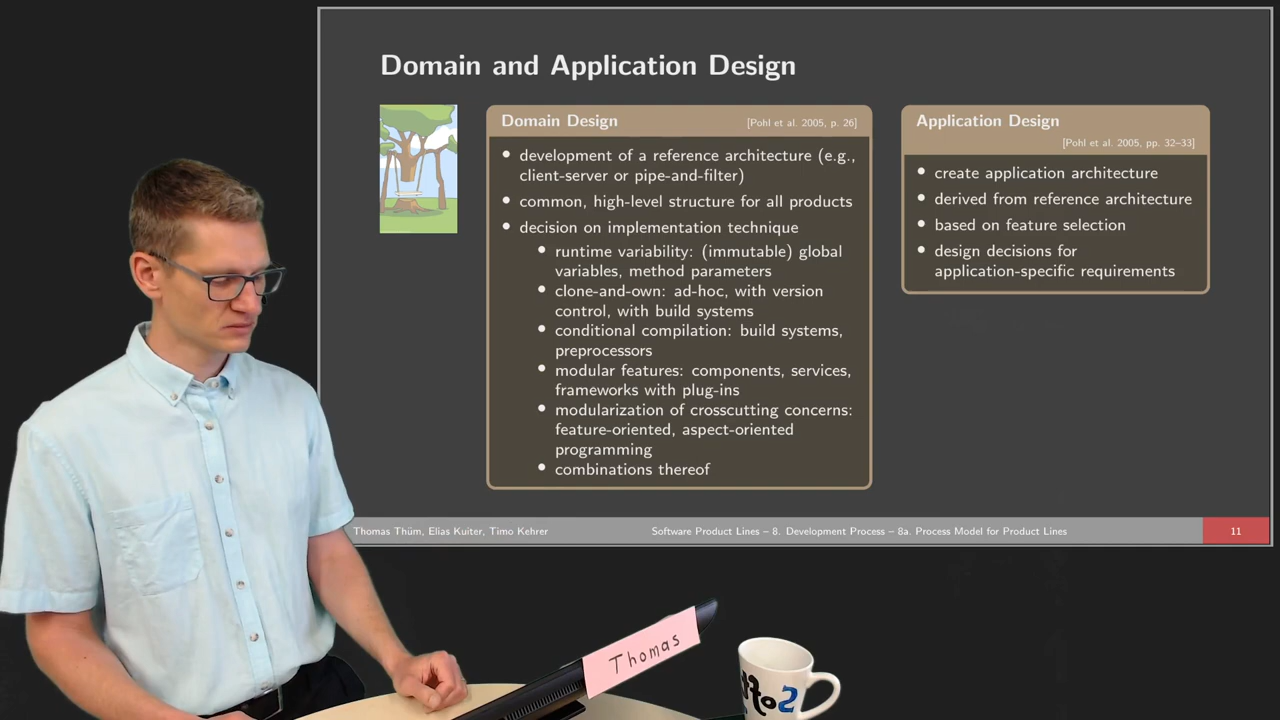 Domain and Application Design
Domain Design [Pohl et al. 2005, p. 26]
• development of a reference architecture (e.g.,
client-server or pipe-and-filter)
• common, high-level structure for all products
• decision on implementation technique
• runtime variability: (immutable) global
variables, method parameters
• clone-and-own: ad-hoc, with version
control, with build systems
• conditional compilation: build systems,
preprocessors
• modular features: components, services,
frameworks with plug-ins
• modularization of crosscutting concerns:
feature-oriented, aspect-oriented
programming
• combinations thereof
Application Design
[Pohl et al. 2005, pp. 32–33]
• create application architecture
• derived from reference architecture
• based on feature selection
• design decisions for
application-specific requirements
Thomas Thüm, Elias Kuiter, Timo Kehrer Software Product Lines – 8. Development Process – 8a. Process Model for Product Lines 11
Thomas